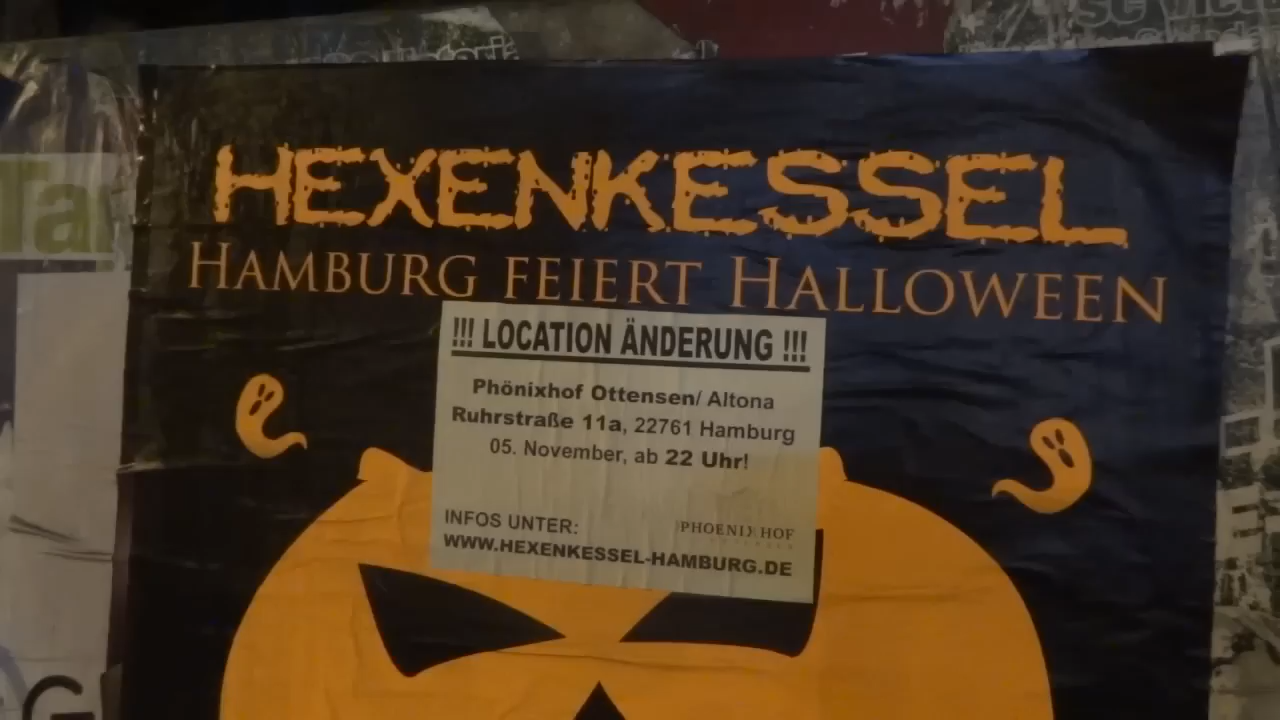 HEXENKESSEL
HAMBURG FEIERT HALLOWEEN
!!! LOCATION ÄNDERUNG !!!
Phönixhof Ottensen/ Altona
Ruhrstraße 11a, 22761 Hamburg
05. November, ab 22 Uhr!
INFOS UNTER:
PHOENIXHOF
WWW.HEXENKESSEL-HAMBURG.DE
Tar
G